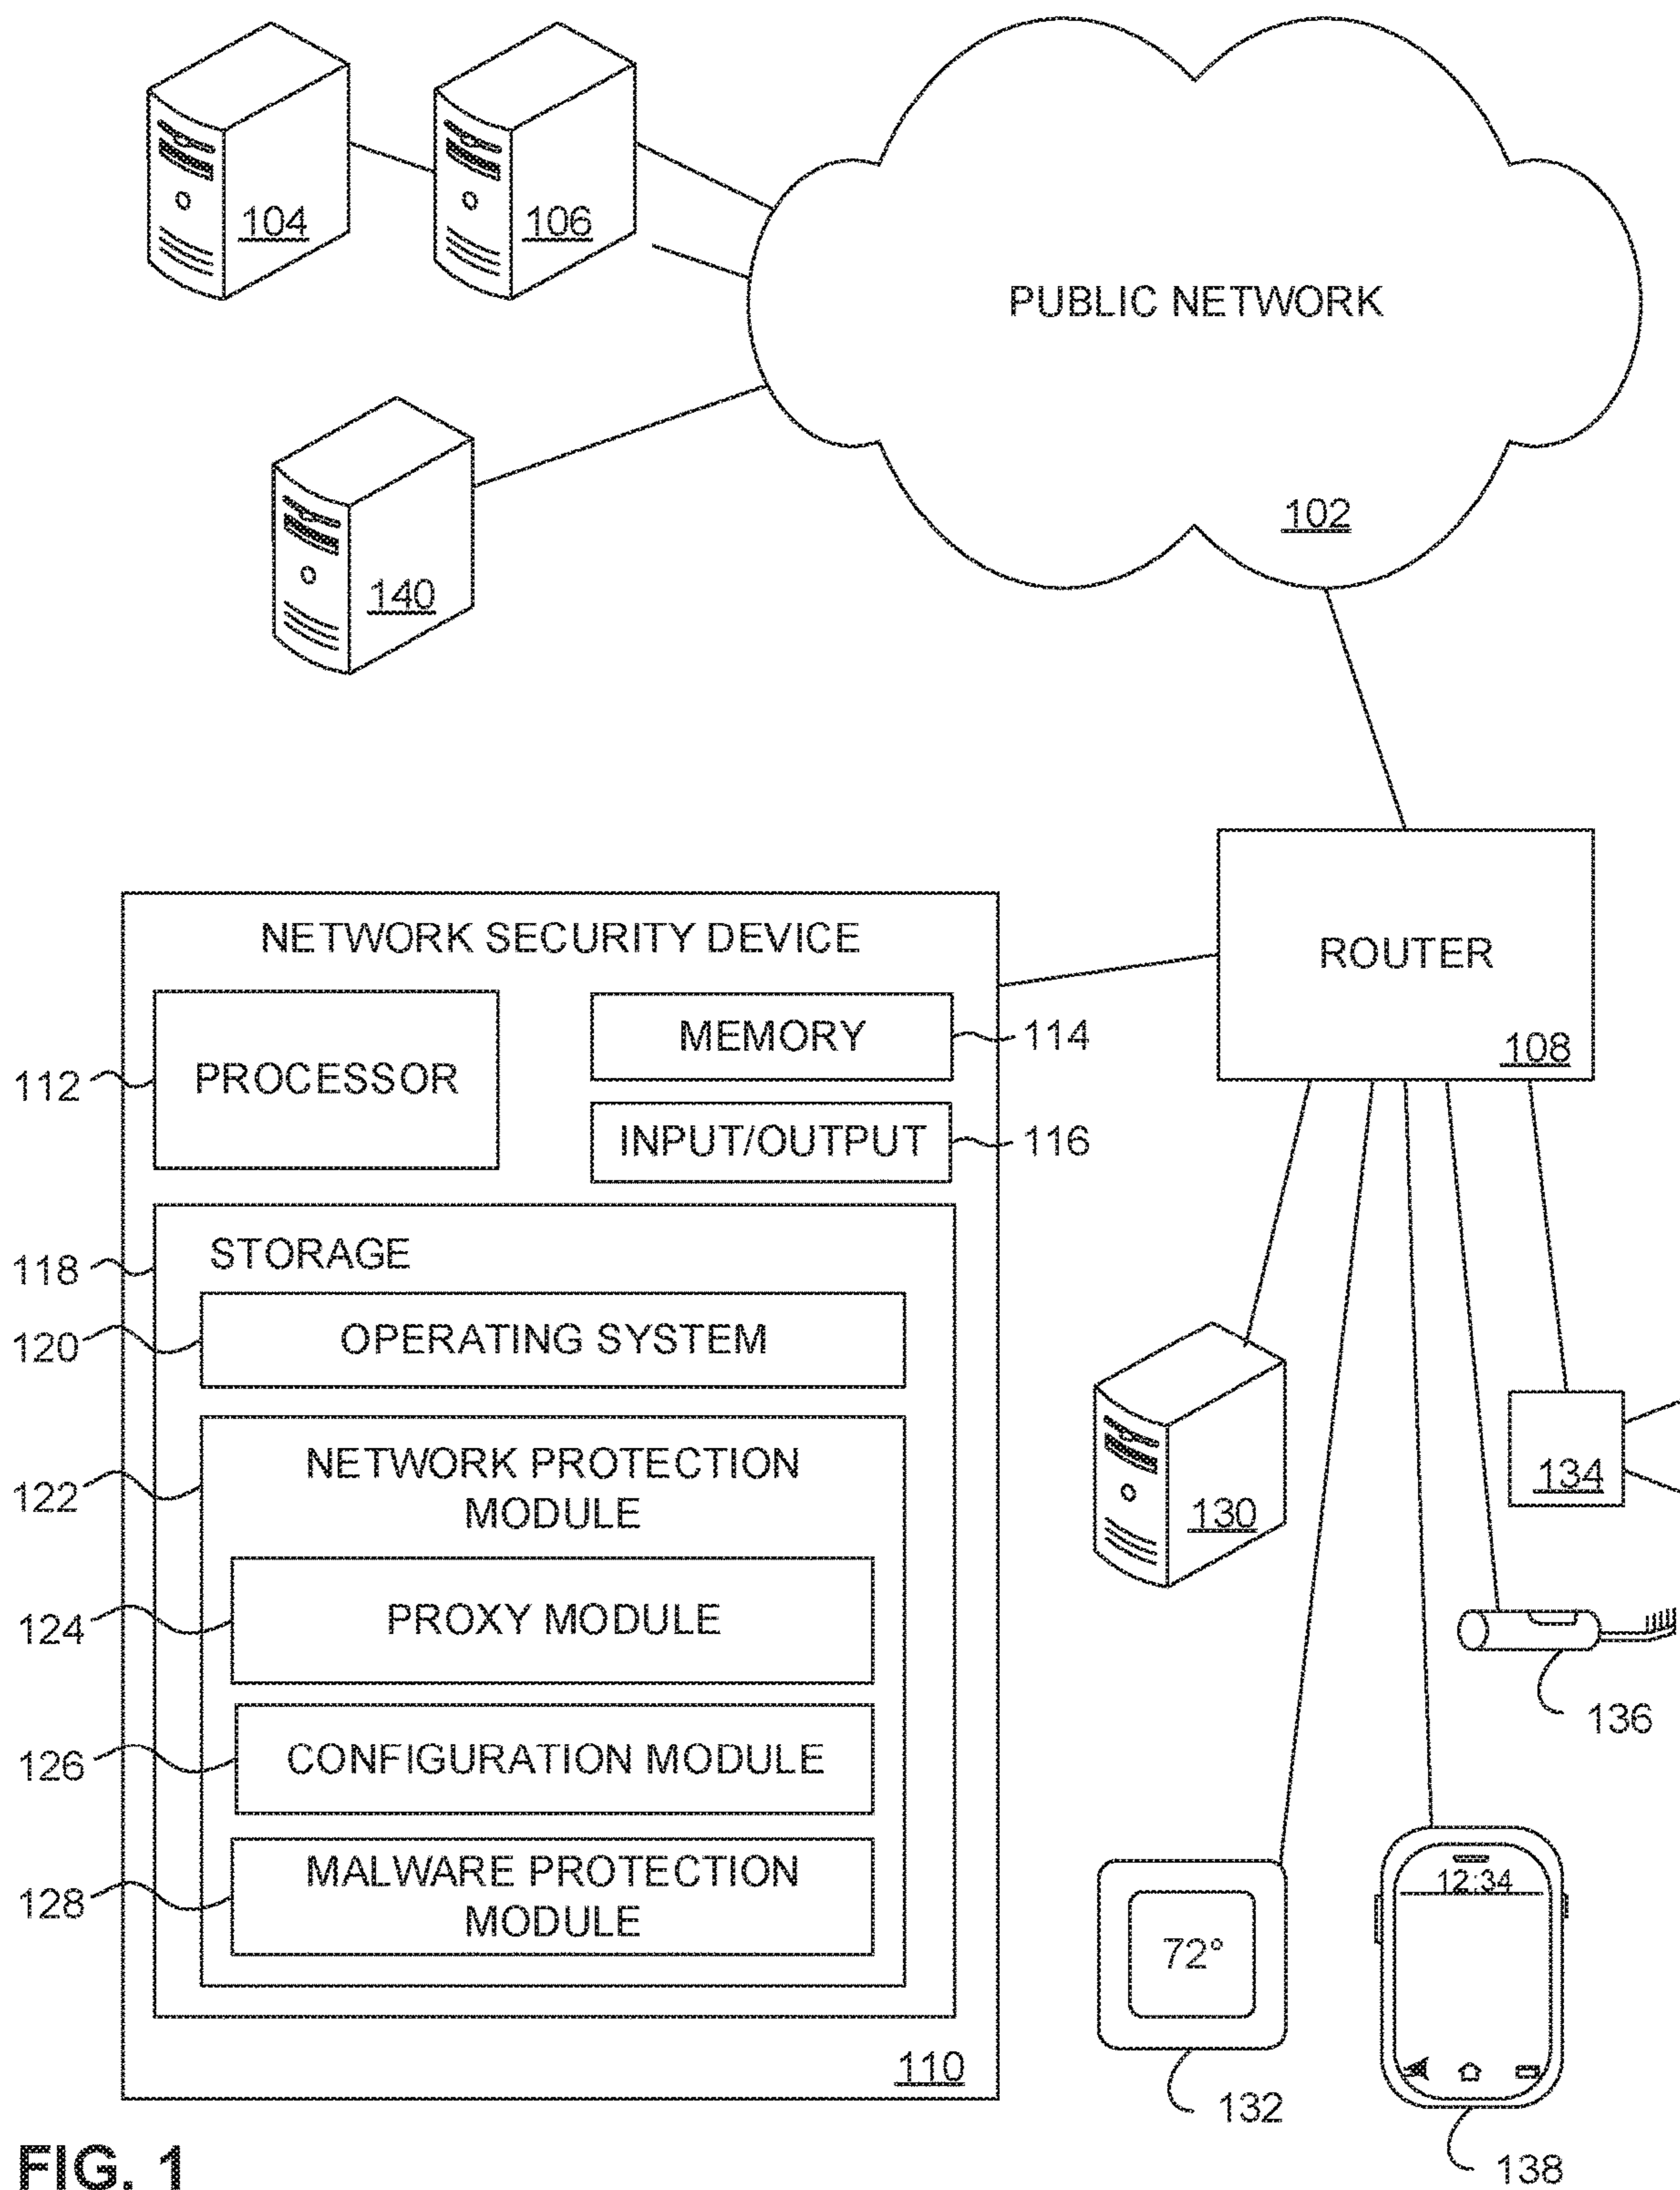 104
106
PUBLIC NETWORK
102
140
NETWORK SECURITY DEVICE
ROUTER
108
PROCESSOR
112
MEMORY
114
INPUT/OUTPUT
116
STORAGE
118
OPERATING SYSTEM
120
NETWORK PROTECTION
MODULE
122
PROXY MODULE
124
CONFIGURATION MODULE
126
MALWARE PROTECTION
MODULE
128
110
130
134
136
72°
132
12:34
138
FIG. 1